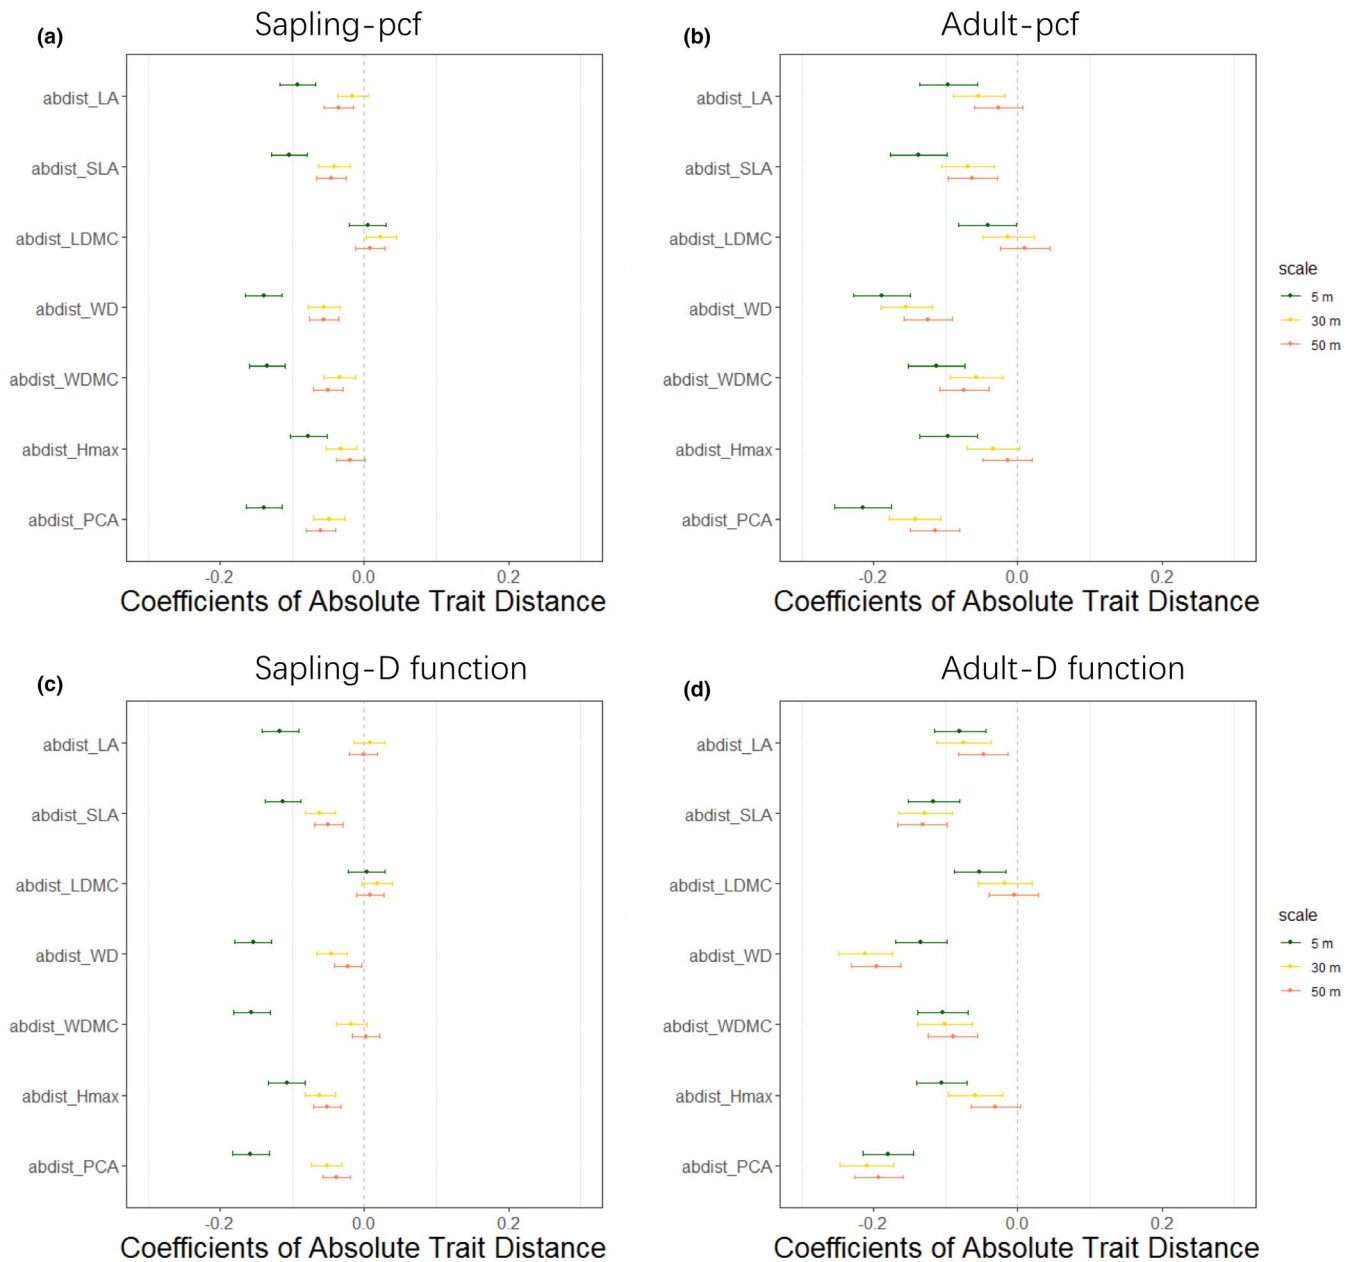 (a) Sapling-pcf
abdist_LA
abdist_SLA
abdist_LDMC
abdist_WD
abdist_WDMC
abdist_Hmax
abdist_PCA
-0.2 0.0 0.2
Coefficients of Absolute Trait Distance
(b) Adult-pcf
abdist_LA
abdist_SLA
abdist_LDMC
abdist_WD
abdist_WDMC
abdist_Hmax
abdist_PCA
-0.2 0.0 0.2
Coefficients of Absolute Trait Distance
scale
5 m
30 m
50 m
(c) Sapling-D function
abdist_LA
abdist_SLA
abdist_LDMC
abdist_WD
abdist_WDMC
abdist_Hmax
abdist_PCA
-0.2 0.0 0.2
Coefficients of Absolute Trait Distance
(d) Adult-D function
abdist_LA
abdist_SLA
abdist_LDMC
abdist_WD
abdist_WDMC
abdist_Hmax
abdist_PCA
-0.2 0.0 0.2
Coefficients of Absolute Trait Distance
scale
5 m
30 m
50 m